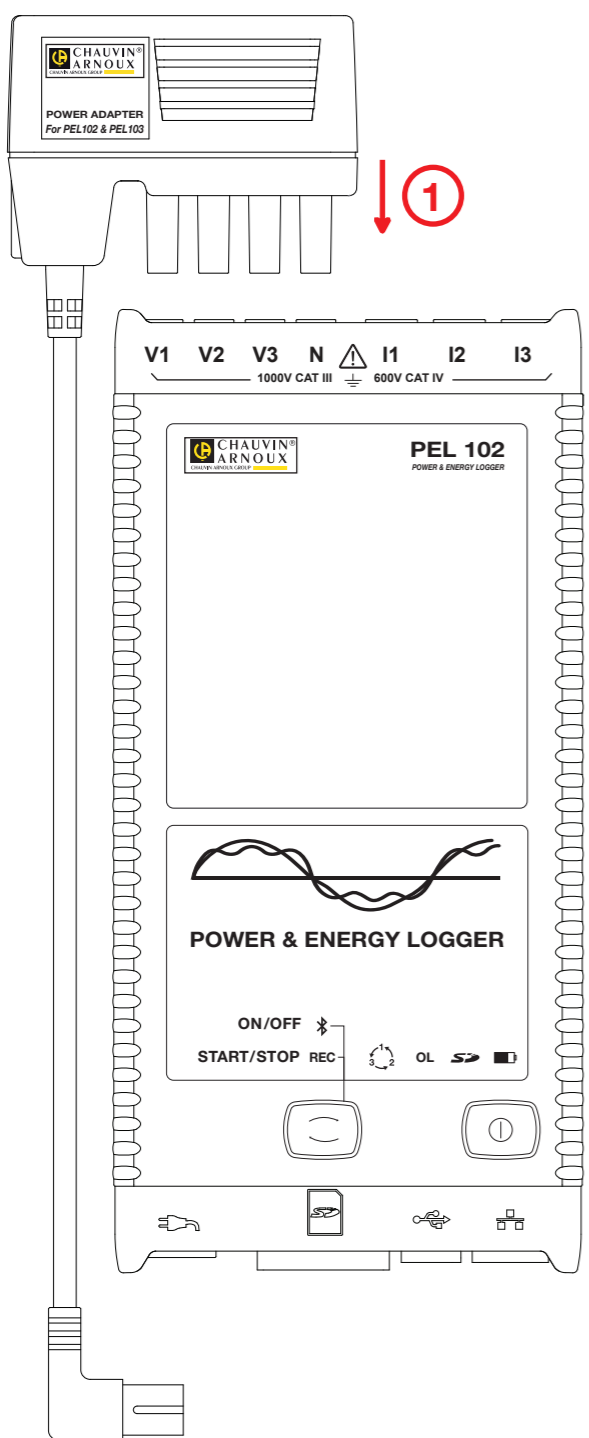 CHAUVIN®
ARNOUX
CHAUVIN ARNOUX GROUP
POWER ADAPTER
For PEL102 & PEL103
1
V1 V2 V3 N I1 I2 I3
1000V CAT III 600V CAT IV
CHAUVIN®
ARNOUX
CHAUVIN ARNOUX GROUP
PEL 102
POWER & ENERGY LOGGER
POWER & ENERGY LOGGER
ON/OFF
START/STOP REC 1 2 3 OL SD
SD